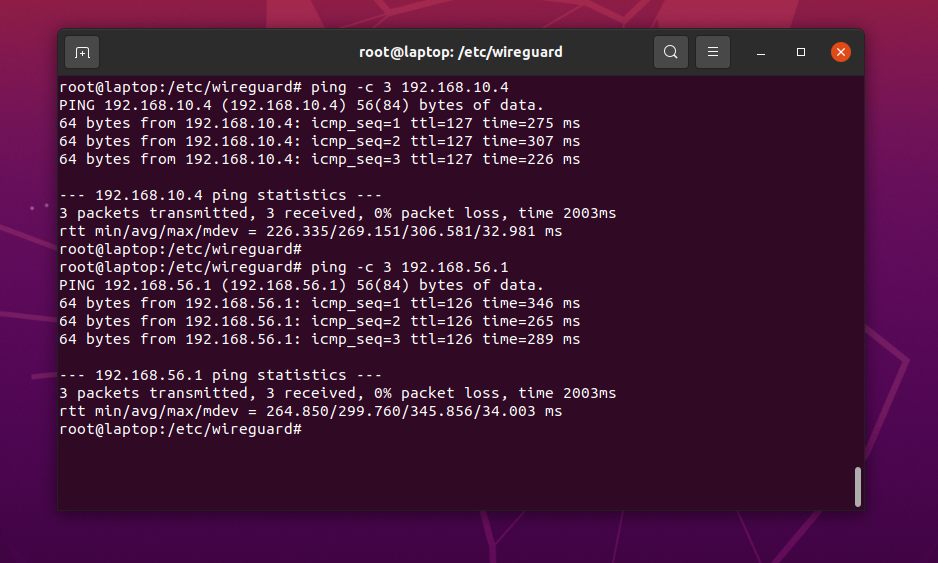 root@laptop: /etc/wireguard
root@laptop:/etc/wireguard# ping -c 3 192.168.10.4
PING 192.168.10.4 (192.168.10.4) 56(84) bytes of data.
64 bytes from 192.168.10.4: icmp_seq=1 ttl=127 time=275 ms
64 bytes from 192.168.10.4: icmp_seq=2 ttl=127 time=307 ms
64 bytes from 192.168.10.4: icmp_seq=3 ttl=127 time=226 ms
--- 192.168.10.4 ping statistics ---
3 packets transmitted, 3 received, 0% packet loss, time 2003ms
rtt min/avg/max/mdev = 226.335/269.151/306.581/32.981 ms
root@laptop:/etc/wireguard#
root@laptop:/etc/wireguard# ping -c 3 192.168.56.1
PING 192.168.56.1 (192.168.56.1) 56(84) bytes of data.
64 bytes from 192.168.56.1: icmp_seq=1 ttl=126 time=346 ms
64 bytes from 192.168.56.1: icmp_seq=2 ttl=126 time=265 ms
64 bytes from 192.168.56.1: icmp_seq=3 ttl=126 time=289 ms
--- 192.168.56.1 ping statistics ---
3 packets transmitted, 3 received, 0% packet loss, time 2003ms
rtt min/avg/max/mdev = 264.850/299.760/345.856/34.003 ms
root@laptop:/etc/wireguard#